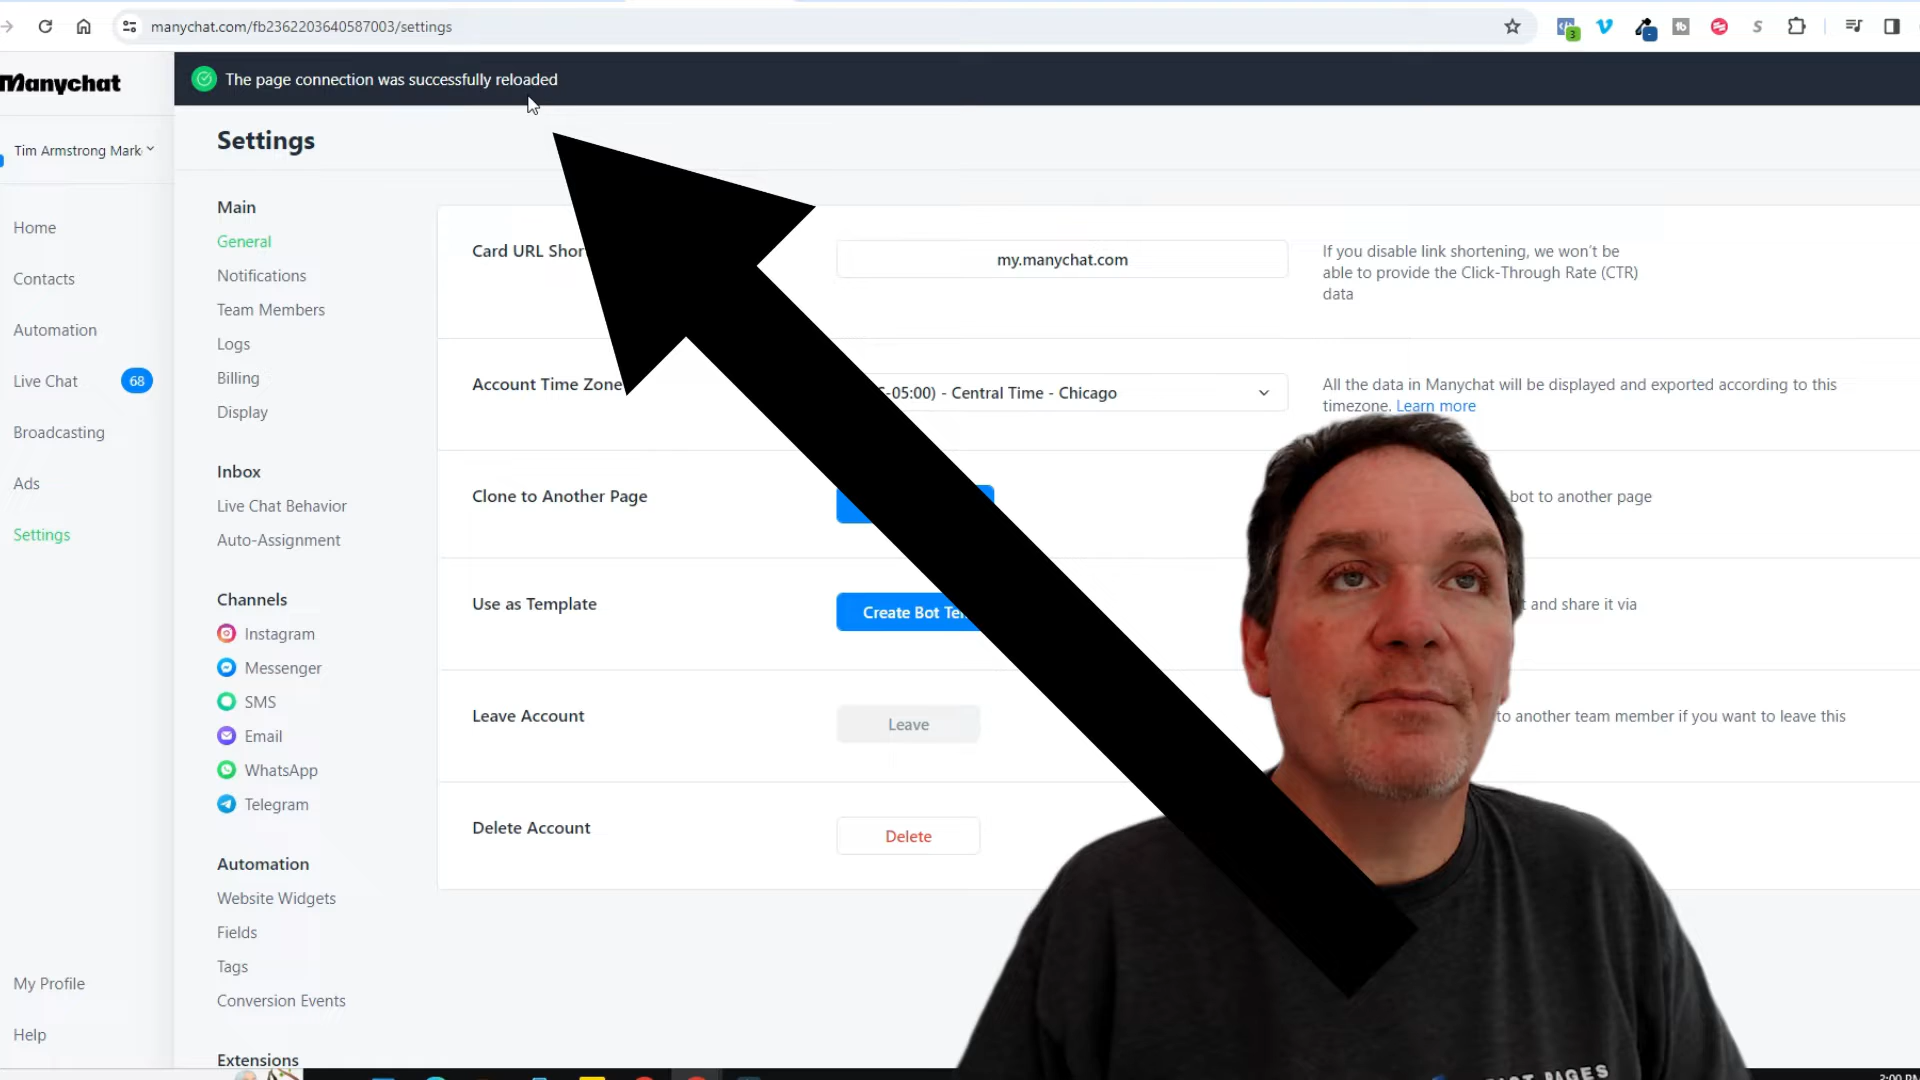 manychat.com/fb2362203640587003/settings
3
Manychat
The page connection was successfully reloaded
Tim Armstrong Mark
Settings
Home
Contacts
Automation
Live Chat
68
Broadcasting
Ads
Settings
My Profile
Help
Main
General
Notifications
Team Members
Logs
Billing
Display
Inbox
Live Chat Behavior
Auto-Assignment
Channels
Instagram
Messenger
SMS
Email
WhatsApp
Telegram
Automation
Website Widgets
Fields
Tags
Conversion Events
Extensions
Card URL Shor
my.manychat.com
If you disable link shortening, we won't be
able to provide the Click-Through Rate (CTR)
data
Account Time Zone
-05:00) - Central Time - Chicago
All the data in Manychat will be displayed and exported according to this
timezone. Learn more
Clone to Another Page
bot to another page
Use as Template
Create Bot Te
t and share it via
Leave Account
Leave
to another team member if you want to leave this
Delete Account
Delete
PAGES